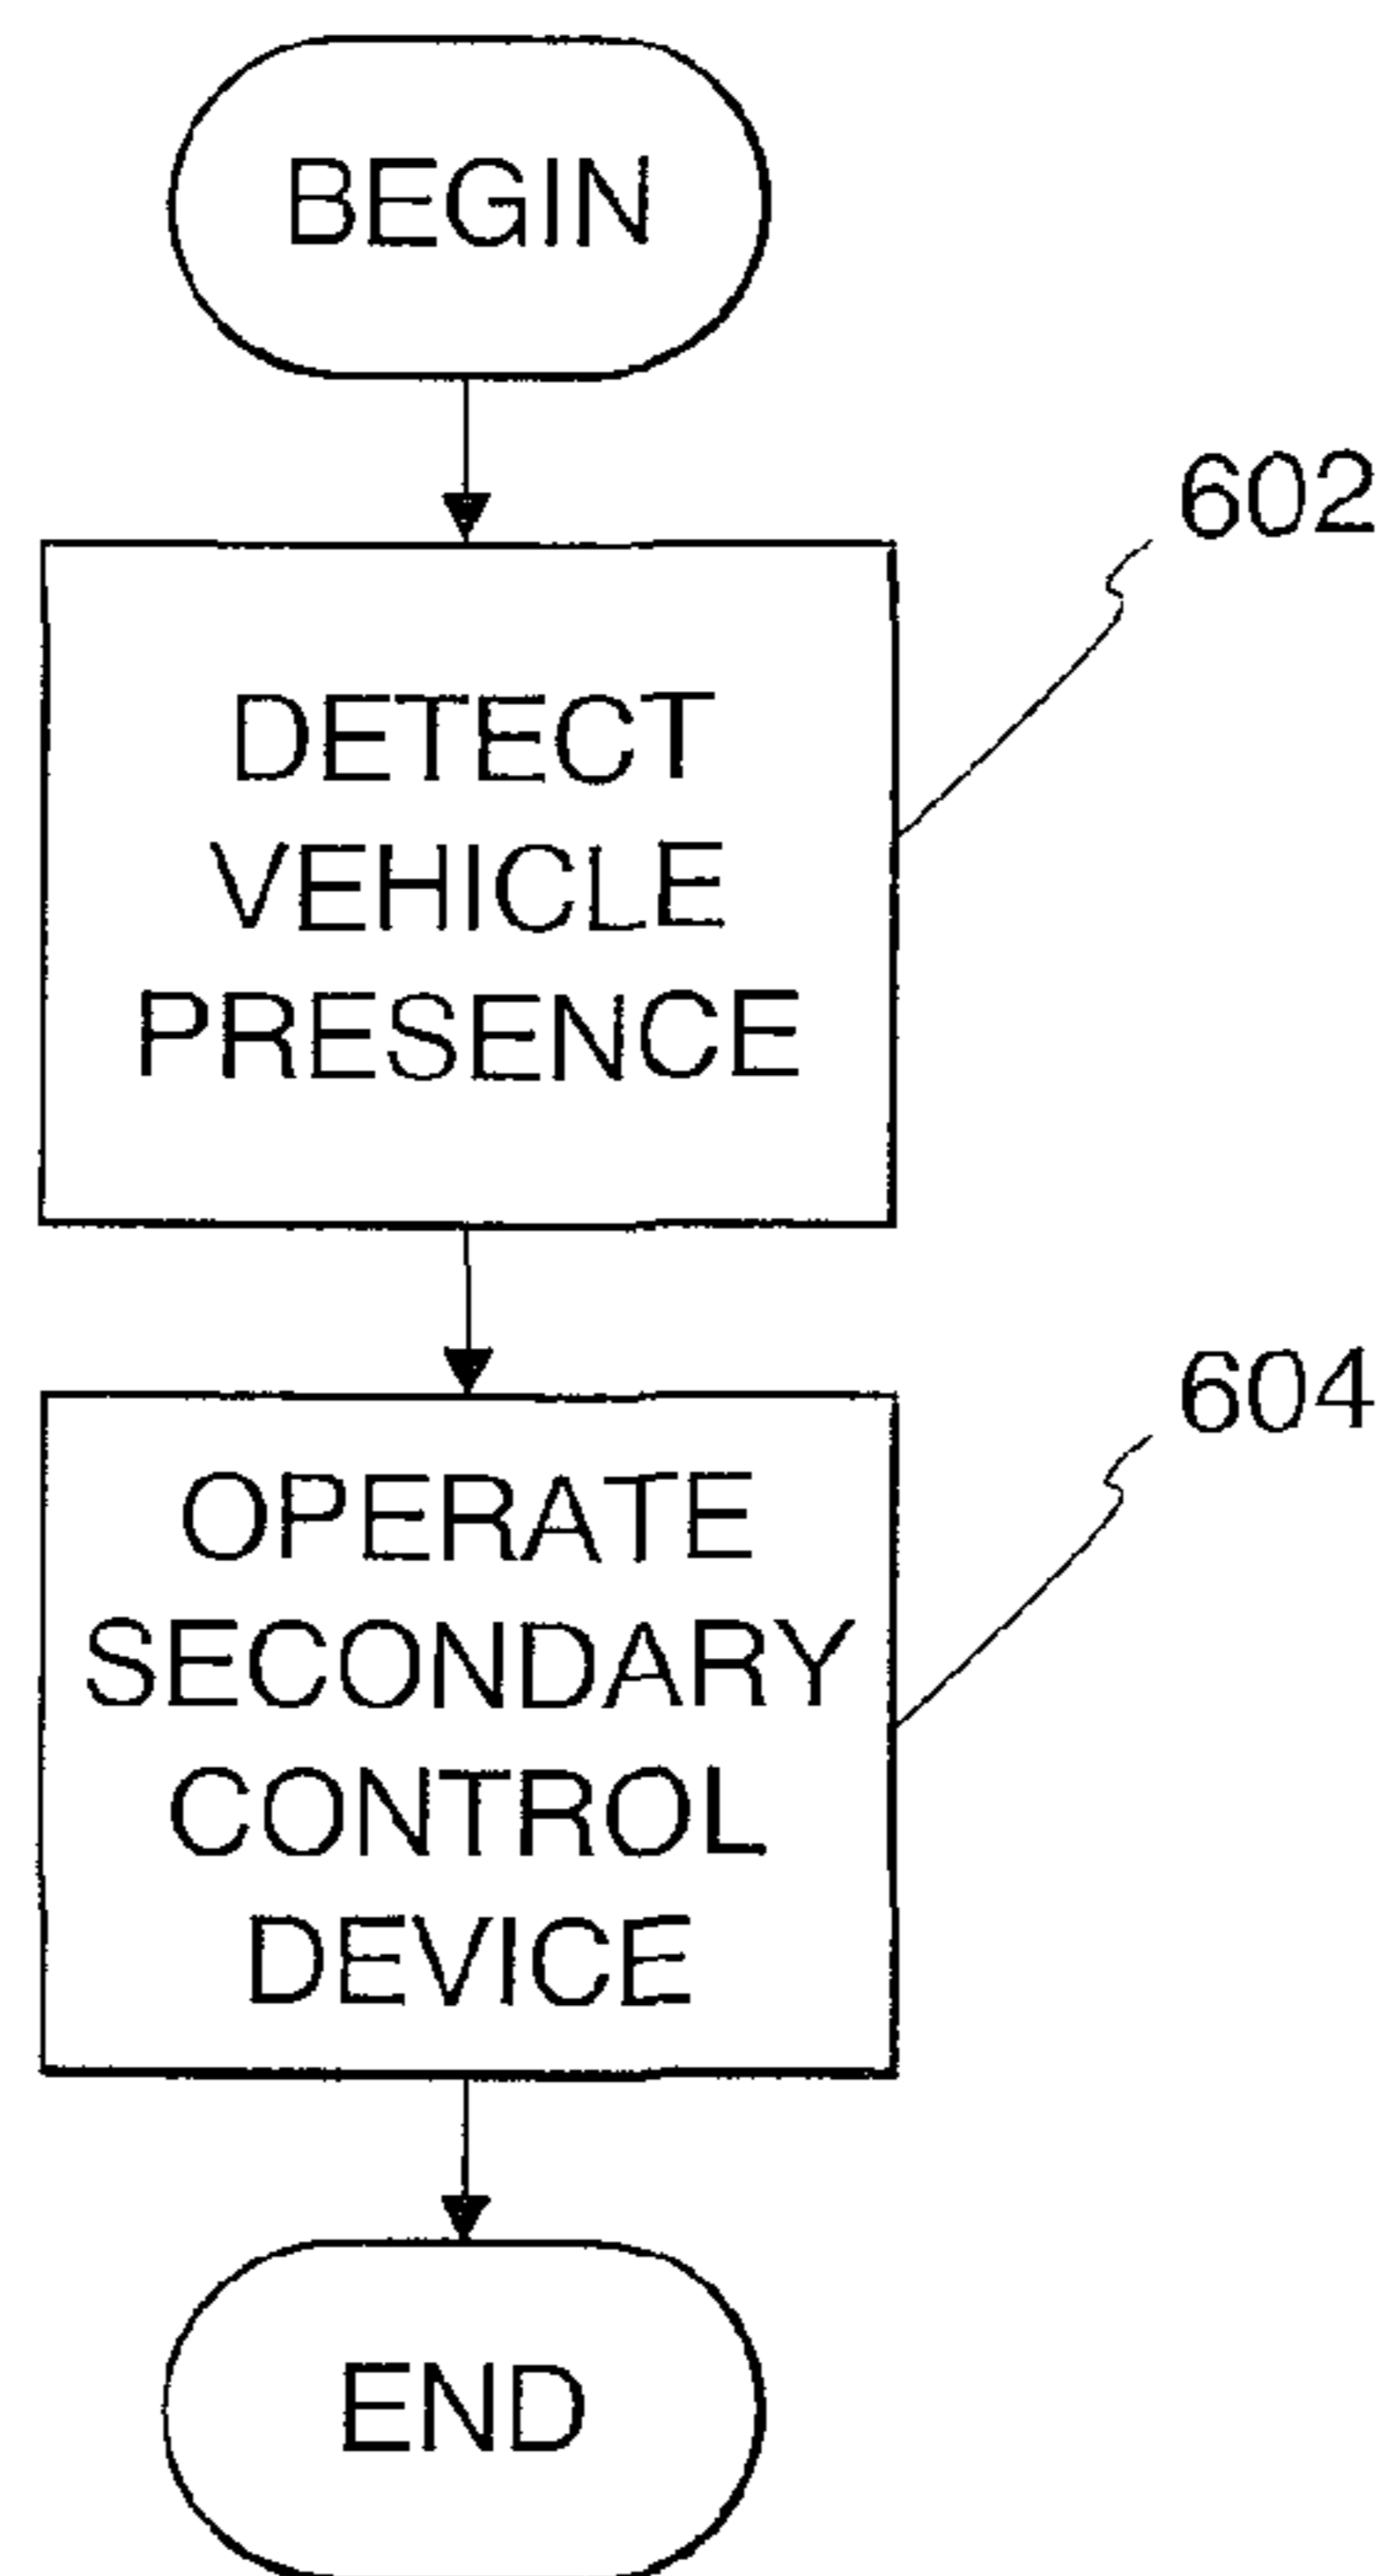 BEGIN
602
DETECT
VEHICLE
PRESENCE
604
OPERATE
SECONDARY
CONTROL
DEVICE
END